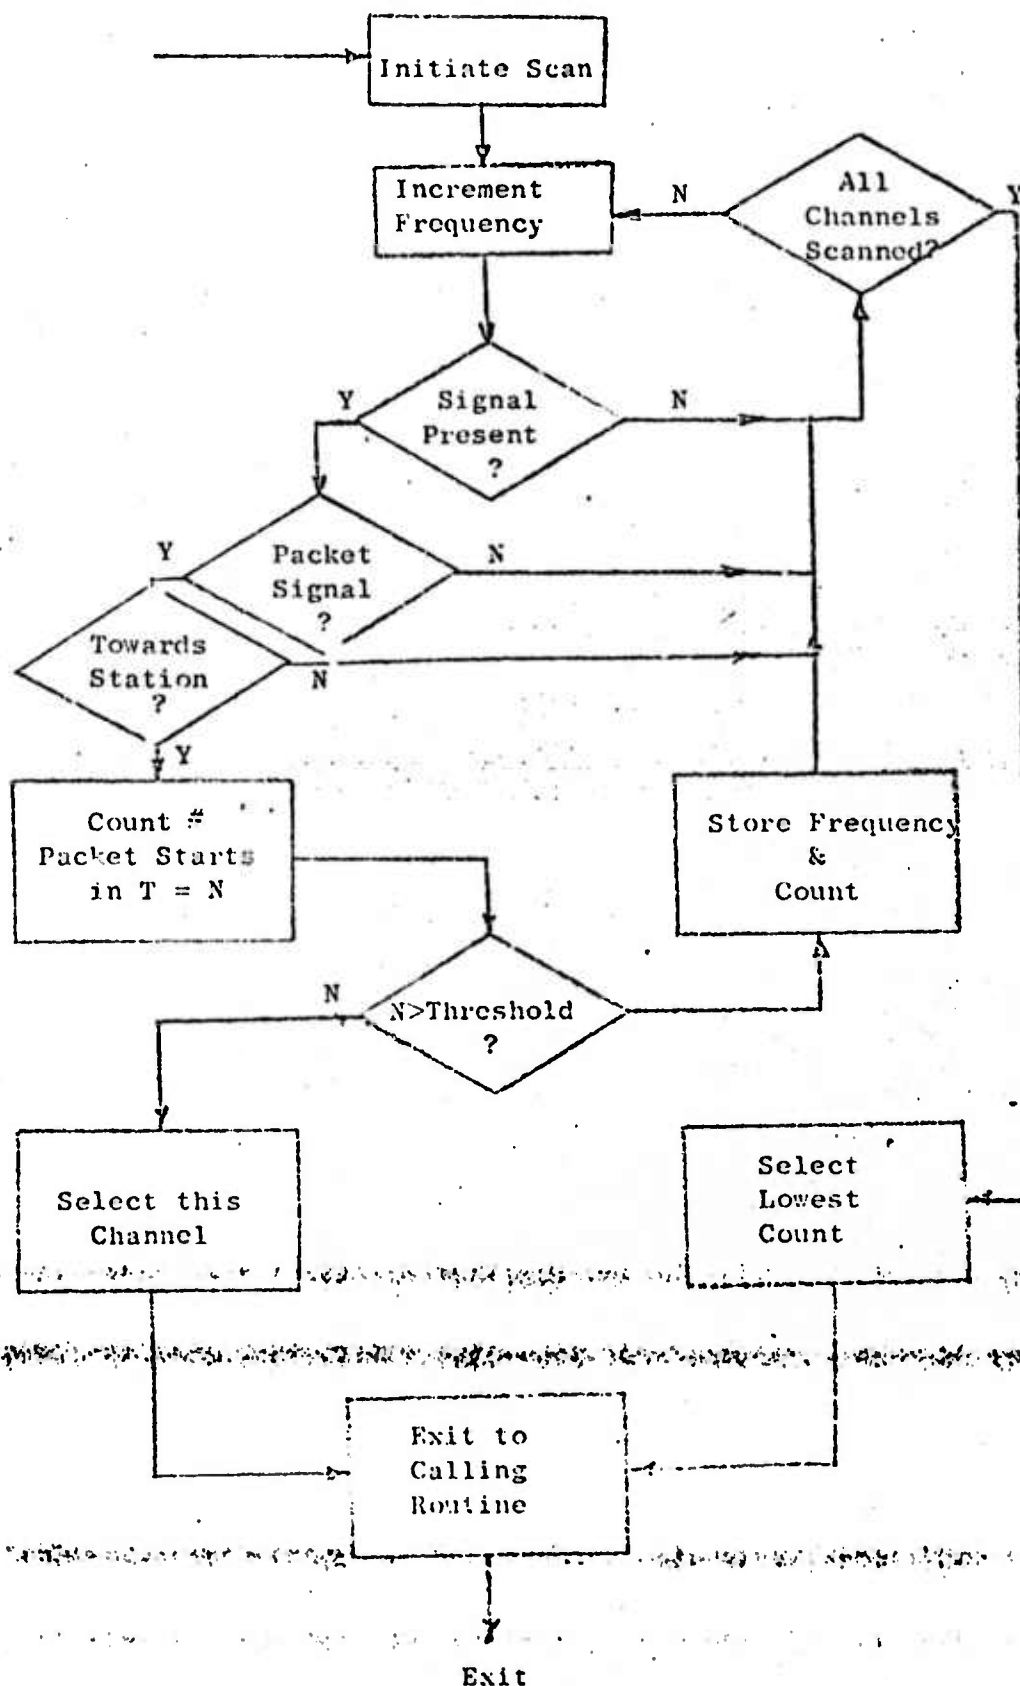 Initiate Scan
Increment
Frequency
N
All
Channels
Scanned?
Y
Y
Signal
Present
?
N
Y
Packet
Signal
?
N
Towards
Station
?
N
Y
Count #
Packet Starts
in T = N
Store Frequency
&
Count
N
N>Threshold
?
Select this
Channel
Select
Lowest
Count
Exit to
Calling
Routine
Exit